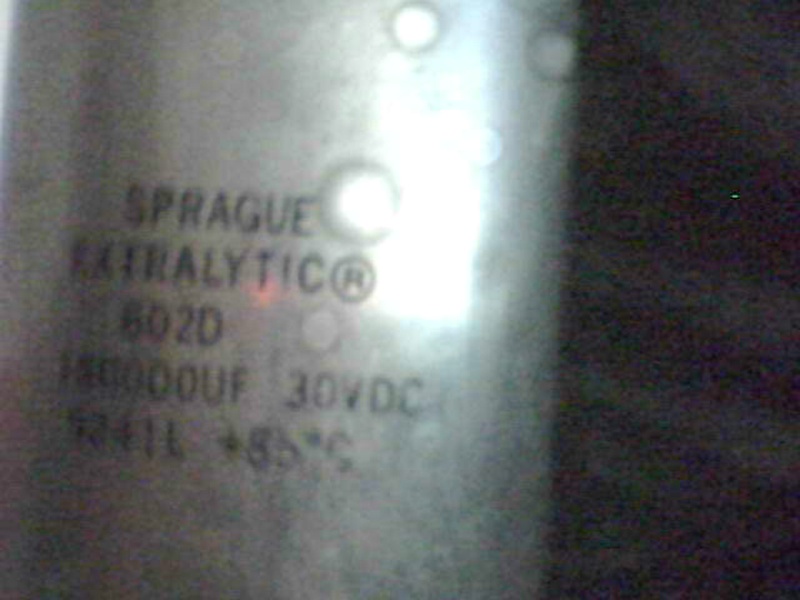 SPRAGUE
EXTRALYTIC®
602D
30VDC
+85°C